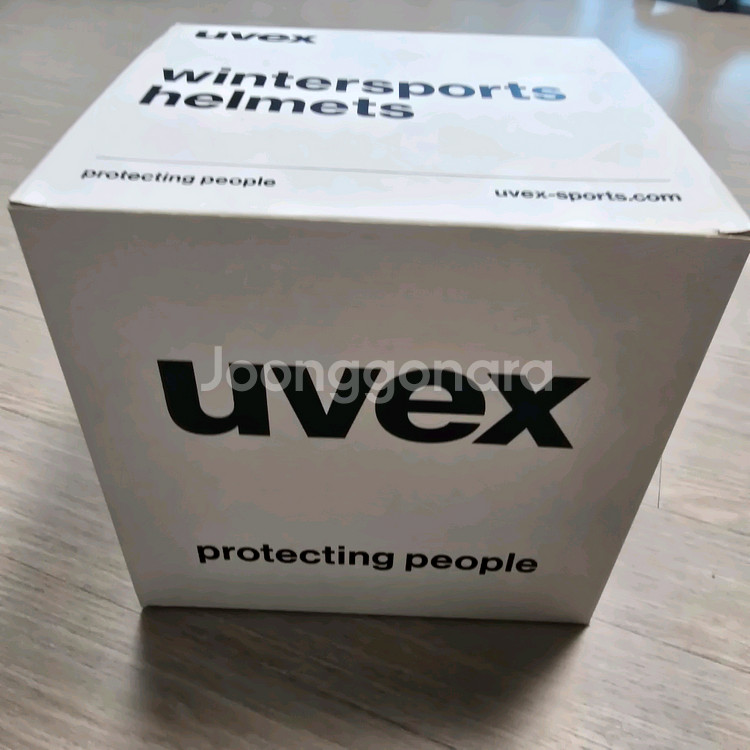 uvex
wintersports
helmets
protecting people
uvex-sports.com
uvex
Joonggonara
protecting people